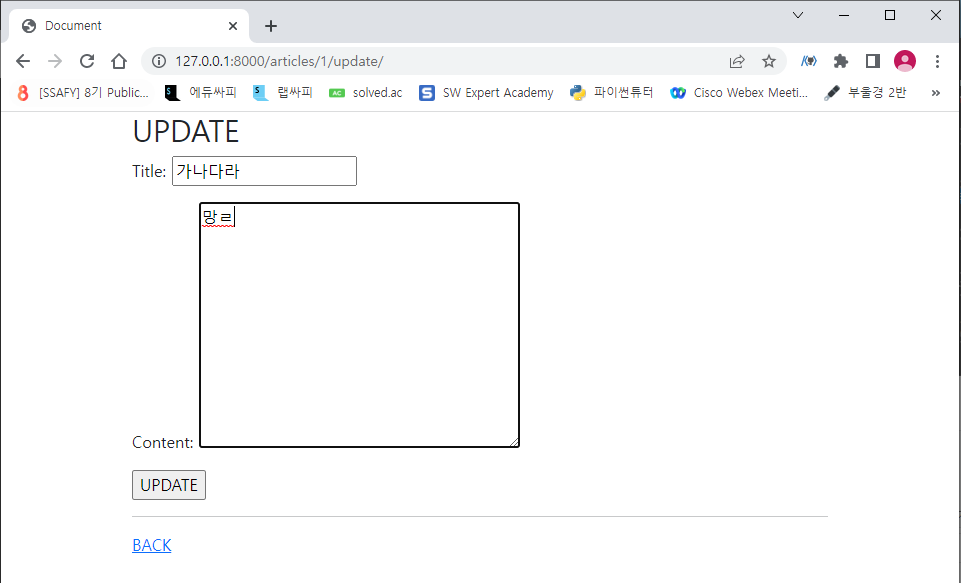 Document
127.0.0.1:8000/articles/1/update/
[SSAFY] 8기 Public... 에듀싸피 랩싸피 solved.ac SW Expert Academy 파이썬튜터 Cisco Webex Meeti... 부울경 2반 »
UPDATE
Title: 가나다라
망ㄹ
Content:
UPDATE
BACK